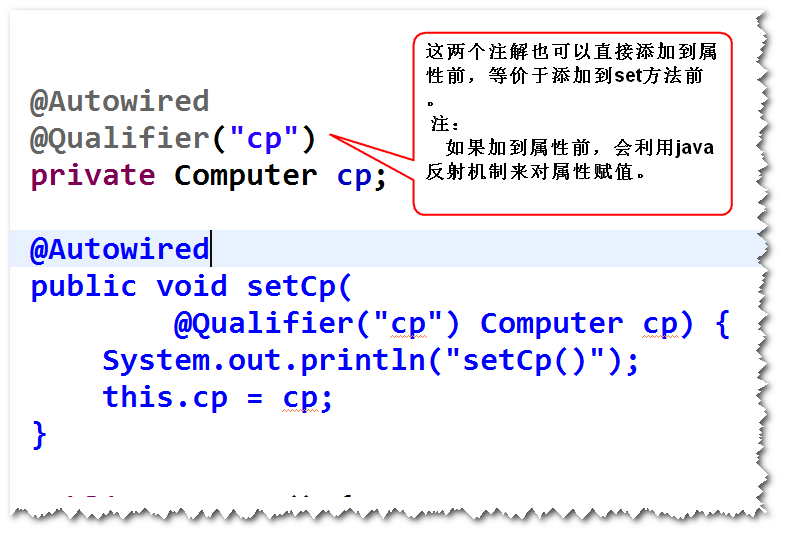 @Autowired
@Qualifier("cp")
private Computer cp;
这两个注解也可以直接添加到属
性前，等价于添加到set方法前
。
注：
如果加到属性前，会利用java
反射机制来对属性赋值。
@Autowired
public void setCp(
@Qualifier("cp") Computer cp) {
System.out.println("setCp()");
this.cp = cp;
}